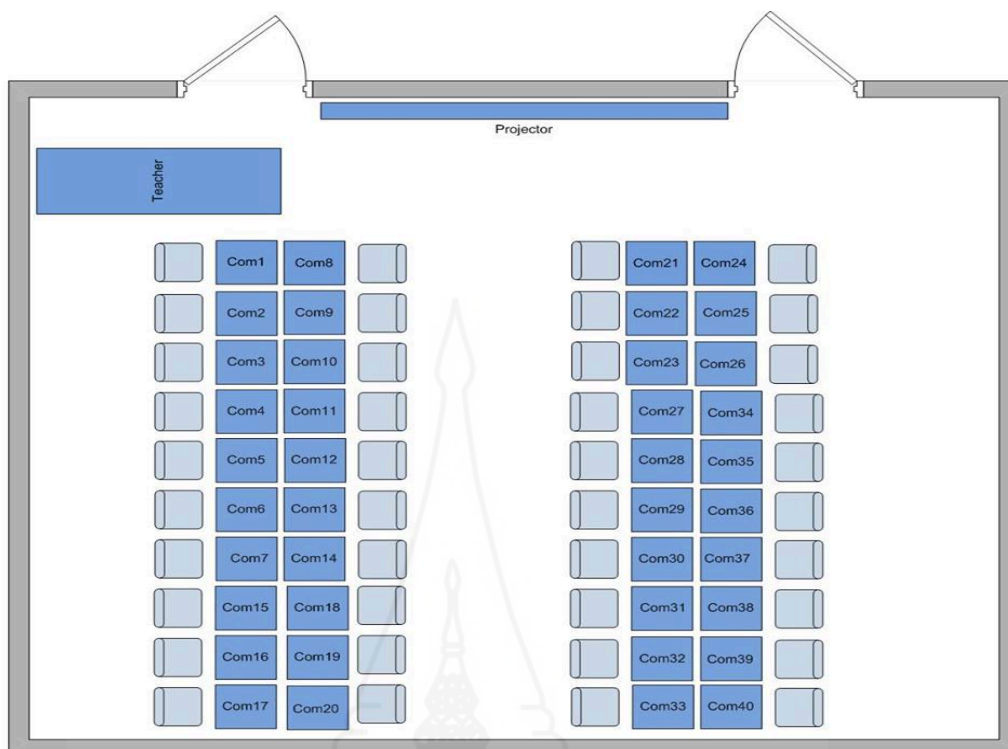 Projector
Teacher
Com1 Com8 Com21 Com24
Com2 Com9 Com22 Com25
Com3 Com10 Com23 Com26
Com4 Com11 Com27 Com34
Com5 Com12 Com28 Com35
Com6 Com13 Com29 Com36
Com7 Com14 Com30 Com37
Com15 Com18 Com31 Com38
Com16 Com19 Com32 Com39
Com17 Com20 Com33 Com40